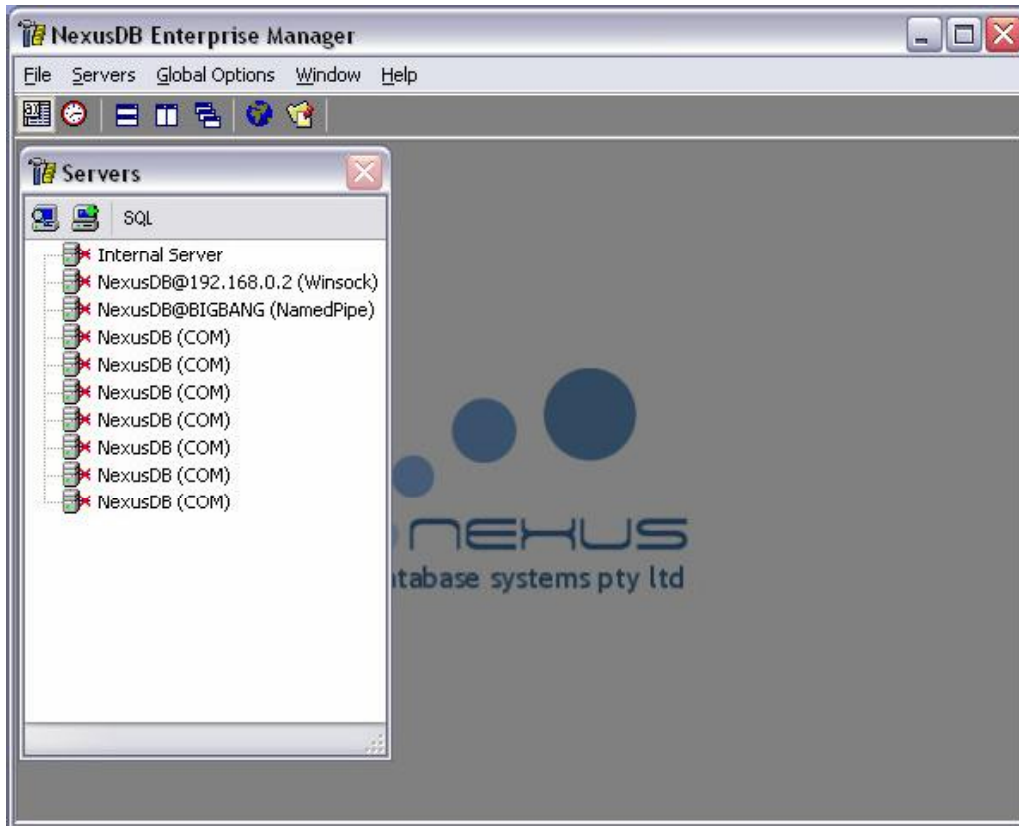 NexusDB Enterprise Manager
File Servers Global Options Window Help
Servers
SQL
Internal Server
NexusDB@192.168.0.2 (Winsock)
NexusDB@BIGBANG (NamedPipe)
NexusDB (COM)
NexusDB (COM)
NexusDB (COM)
NexusDB (COM)
NexusDB (COM)
NexusDB (COM)
NexusDB (COM)
nexus
atabase systems pty ltd